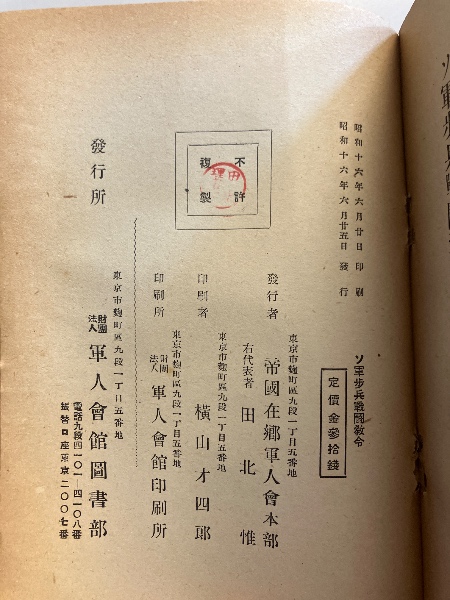 ソ軍歩兵戰鬪敎令
定價金參拾錢
昭和十六年六月廿日印刷
昭和十六年六月廿五日發行
不許
複製
東京市麴町區九段一丁目五番地
發行者 帝國在鄕軍人會本部
右代表者 田北惟
東京市麴町區九段一丁目五番地
印刷者 橫山才四郎
東京市麴町區九段一丁目五番地
印刷所 財團法人 軍人會館印刷所
東京市麴町區九段一丁目五番地
發行所 財團法人 軍人會館圖書部
電話九段四一〇一—四一〇八番
振替口座東京二〇〇七番